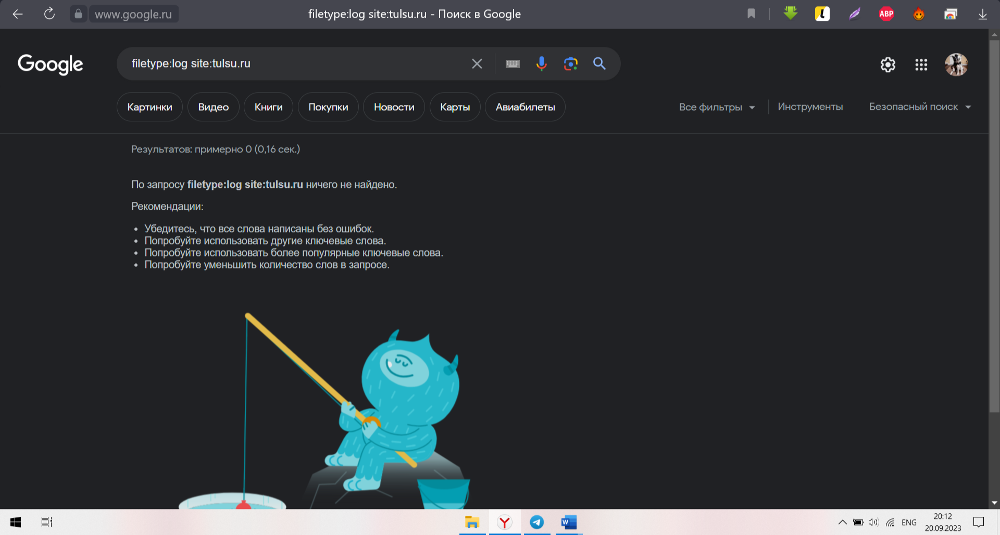 www.google.ru
filetype:log site:tulsu.ru - Поиск в Google
ABP
Google
filetype:log site:tulsu.ru
Картинки
Видео
Книги
Покупки
Новости
Карты
Авиабилеты
Все фильтры
Инструменты
Безопасный поиск
Результатов: примерно 0 (0,16 сек.)
По запросу filetype:log site:tulsu.ru ничего не найдено.
Рекомендации:
Убедитесь, что все слова написаны без ошибок.
Попробуйте использовать другие ключевые слова.
Попробуйте использовать более популярные ключевые слова.
Попробуйте уменьшить количество слов в запросе.
ENG
20:12
20.09.2023